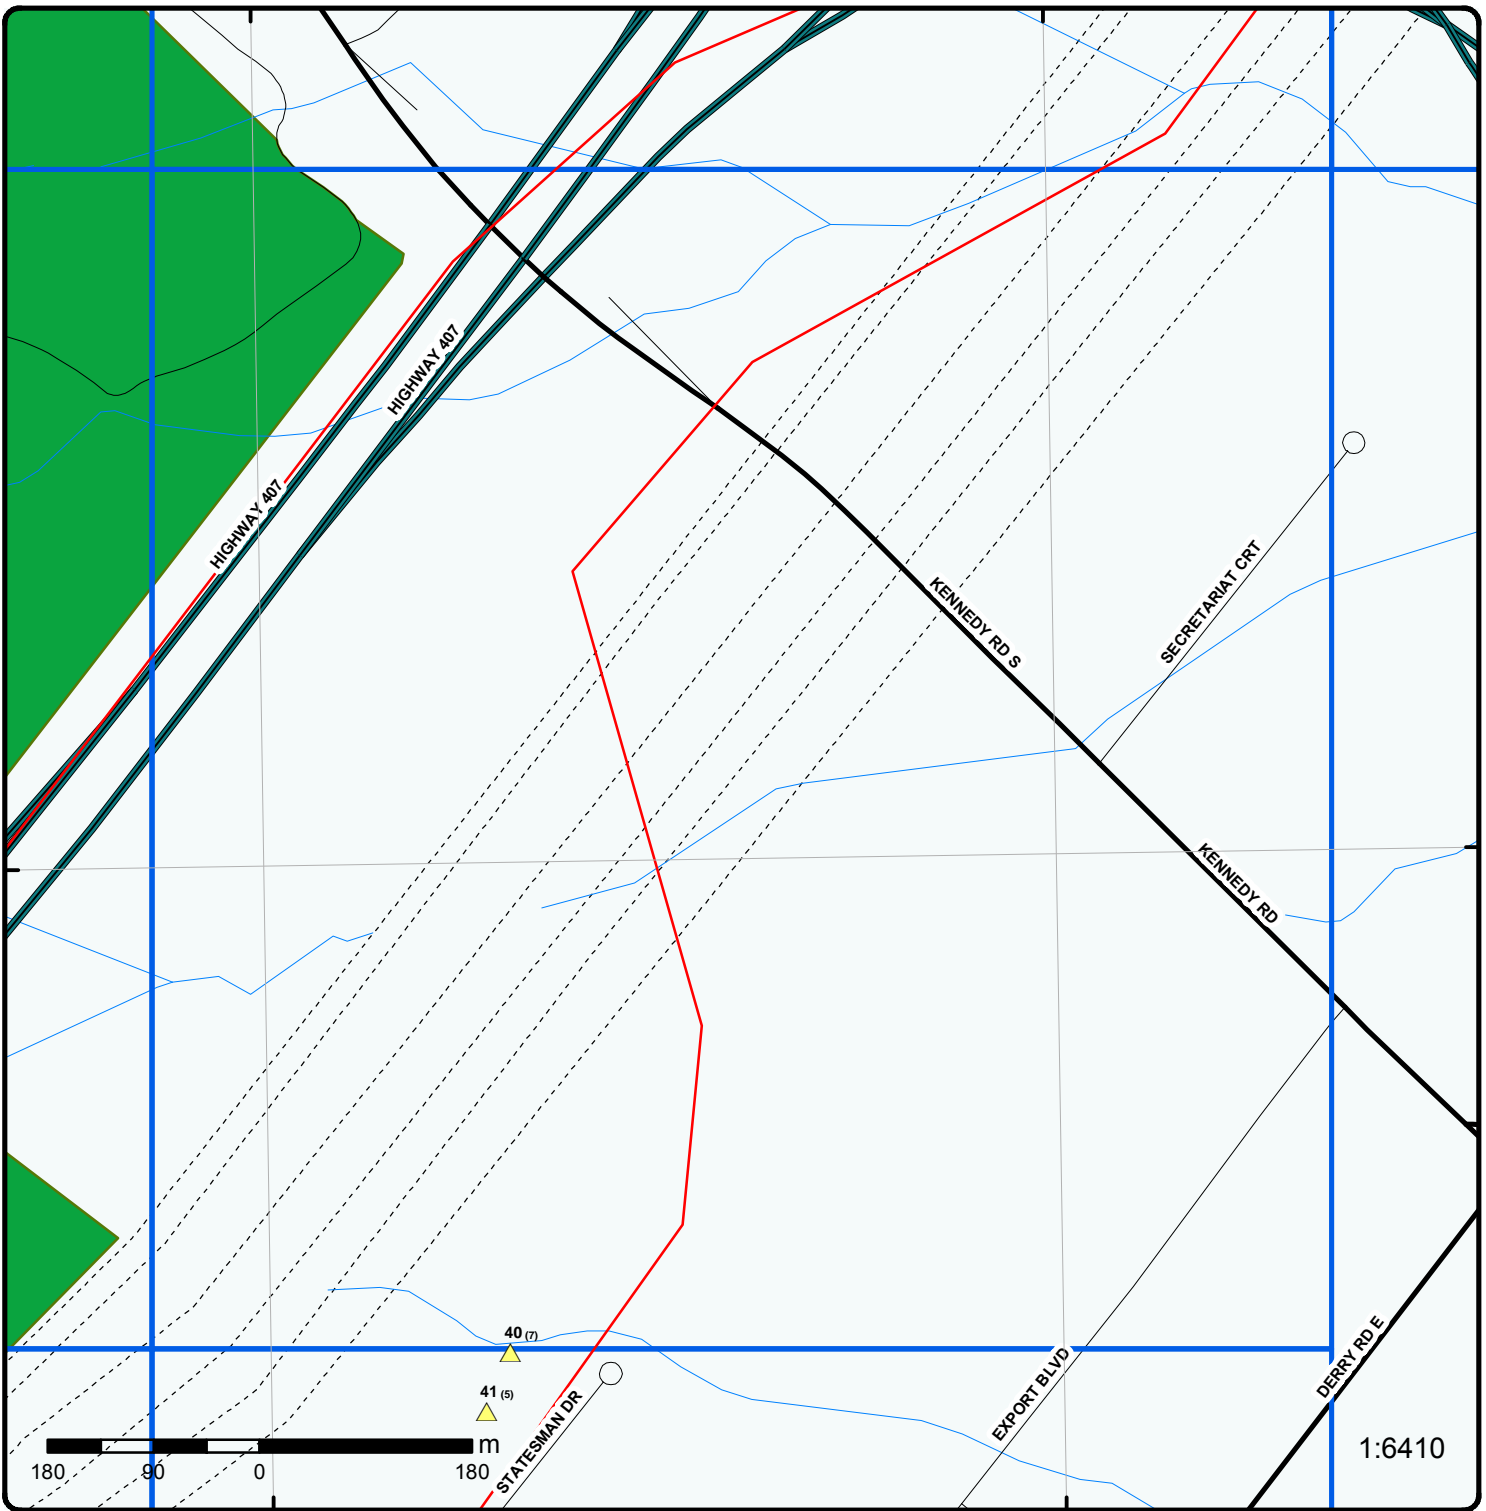 HIGHWAY 407
HIGHWAY 407
SECRETARIAT CRT
KENNEDY RD S
KENNEDY RD
40 (7)
41 (5)
STATESMAN DR
EXPORT BLVD
DERRY RD E
m
180 90 0 180
1:6410